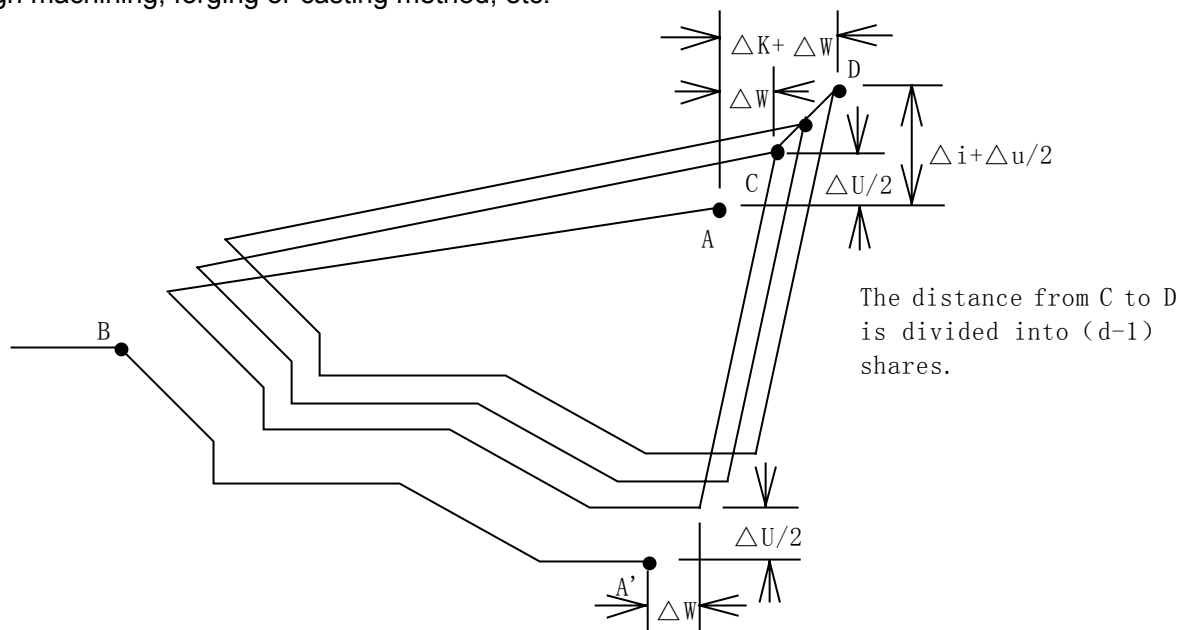 gh machining, forging or casting method, etc.
△K+ △W
D
△W
△i+△u/2
C
△U/2
A
The distance from C to D
is divided into (d-1)
shares.
B
△U/2
A'
△W